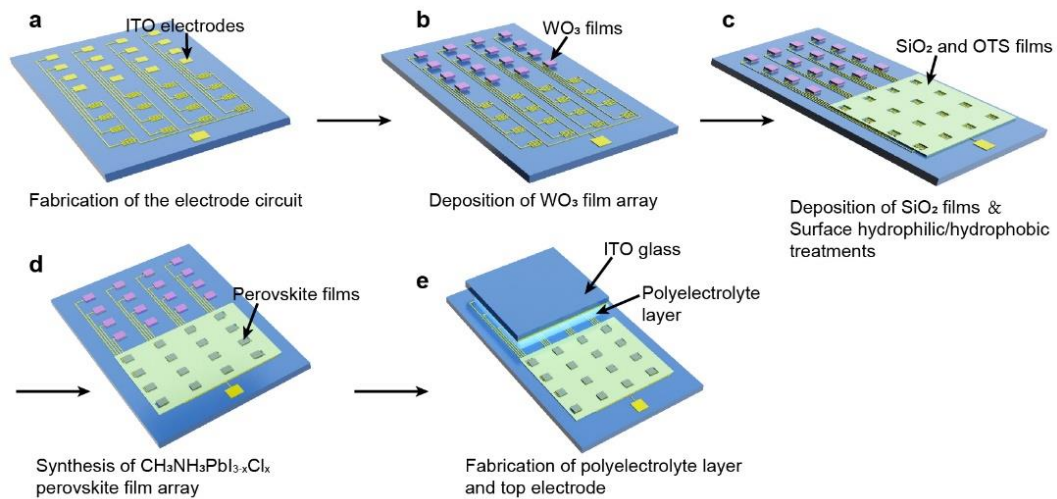 a
ITO electrodes
Fabrication of the electrode circuit
b
WO₃ films
Deposition of WO₃ film array
c
SiO₂ and OTS films
Deposition of SiO₂ films &
Surface hydrophilic/hydrophobic
treatments
d
Perovskite films
Synthesis of CH₃NH₃PbI₃₋ₓClₓ
perovskite film array
e
ITO glass
Polyelectrolyte
layer
Fabrication of polyelectrolyte layer
and top electrode